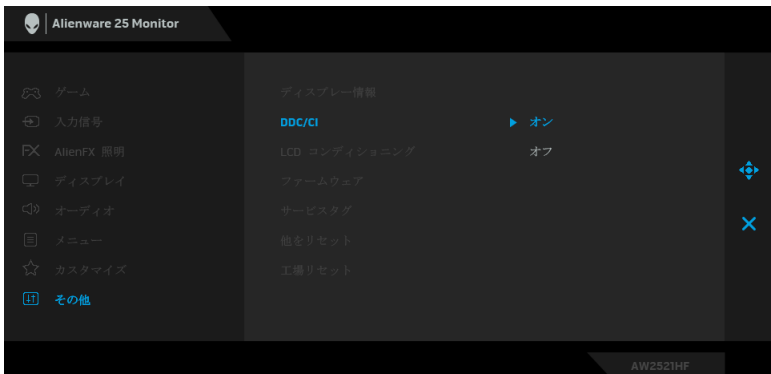 Alienware 25 Monitor
ゲーム
入力信号
AlienFX 照明
ディスプレイ
オーディオ
メニュー
カスタマイズ
その他
ディスプレー情報
DDC/CI
オン
LCD コンディショニング
オフ
ファームウェア
サービスタグ
他をリセット
工場リセット
AW2521HF